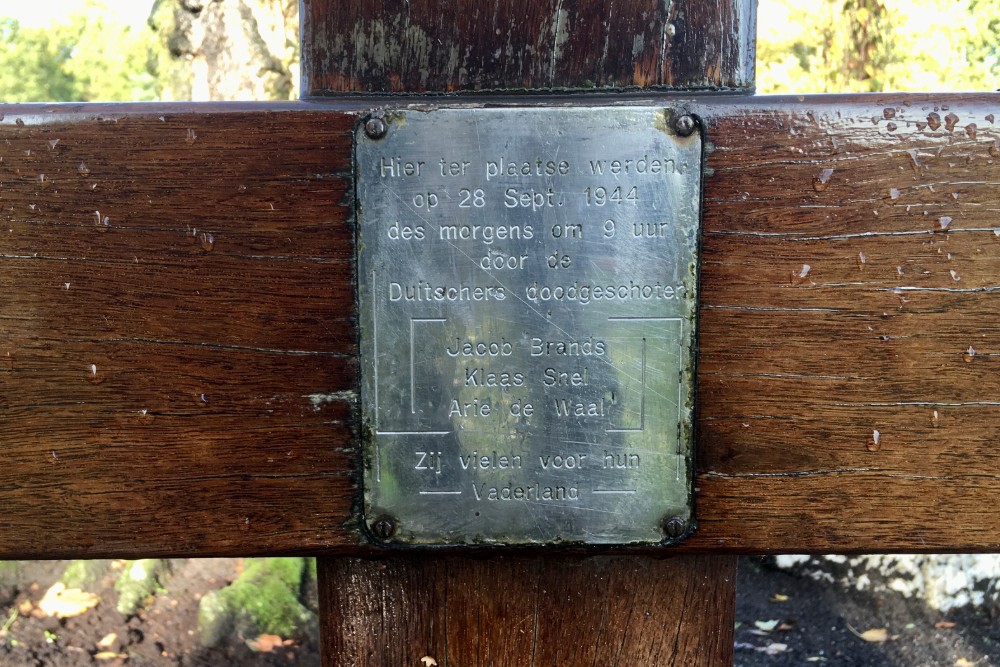 Hier ter plaatse werden
op 28 Sept. 1944
des morgens om 9 uur
door de
Duitschers doodgeschoten
Jacob Brands
Klaas Snel
Arie de Waal
Zij vielen voor hun
Vaderland